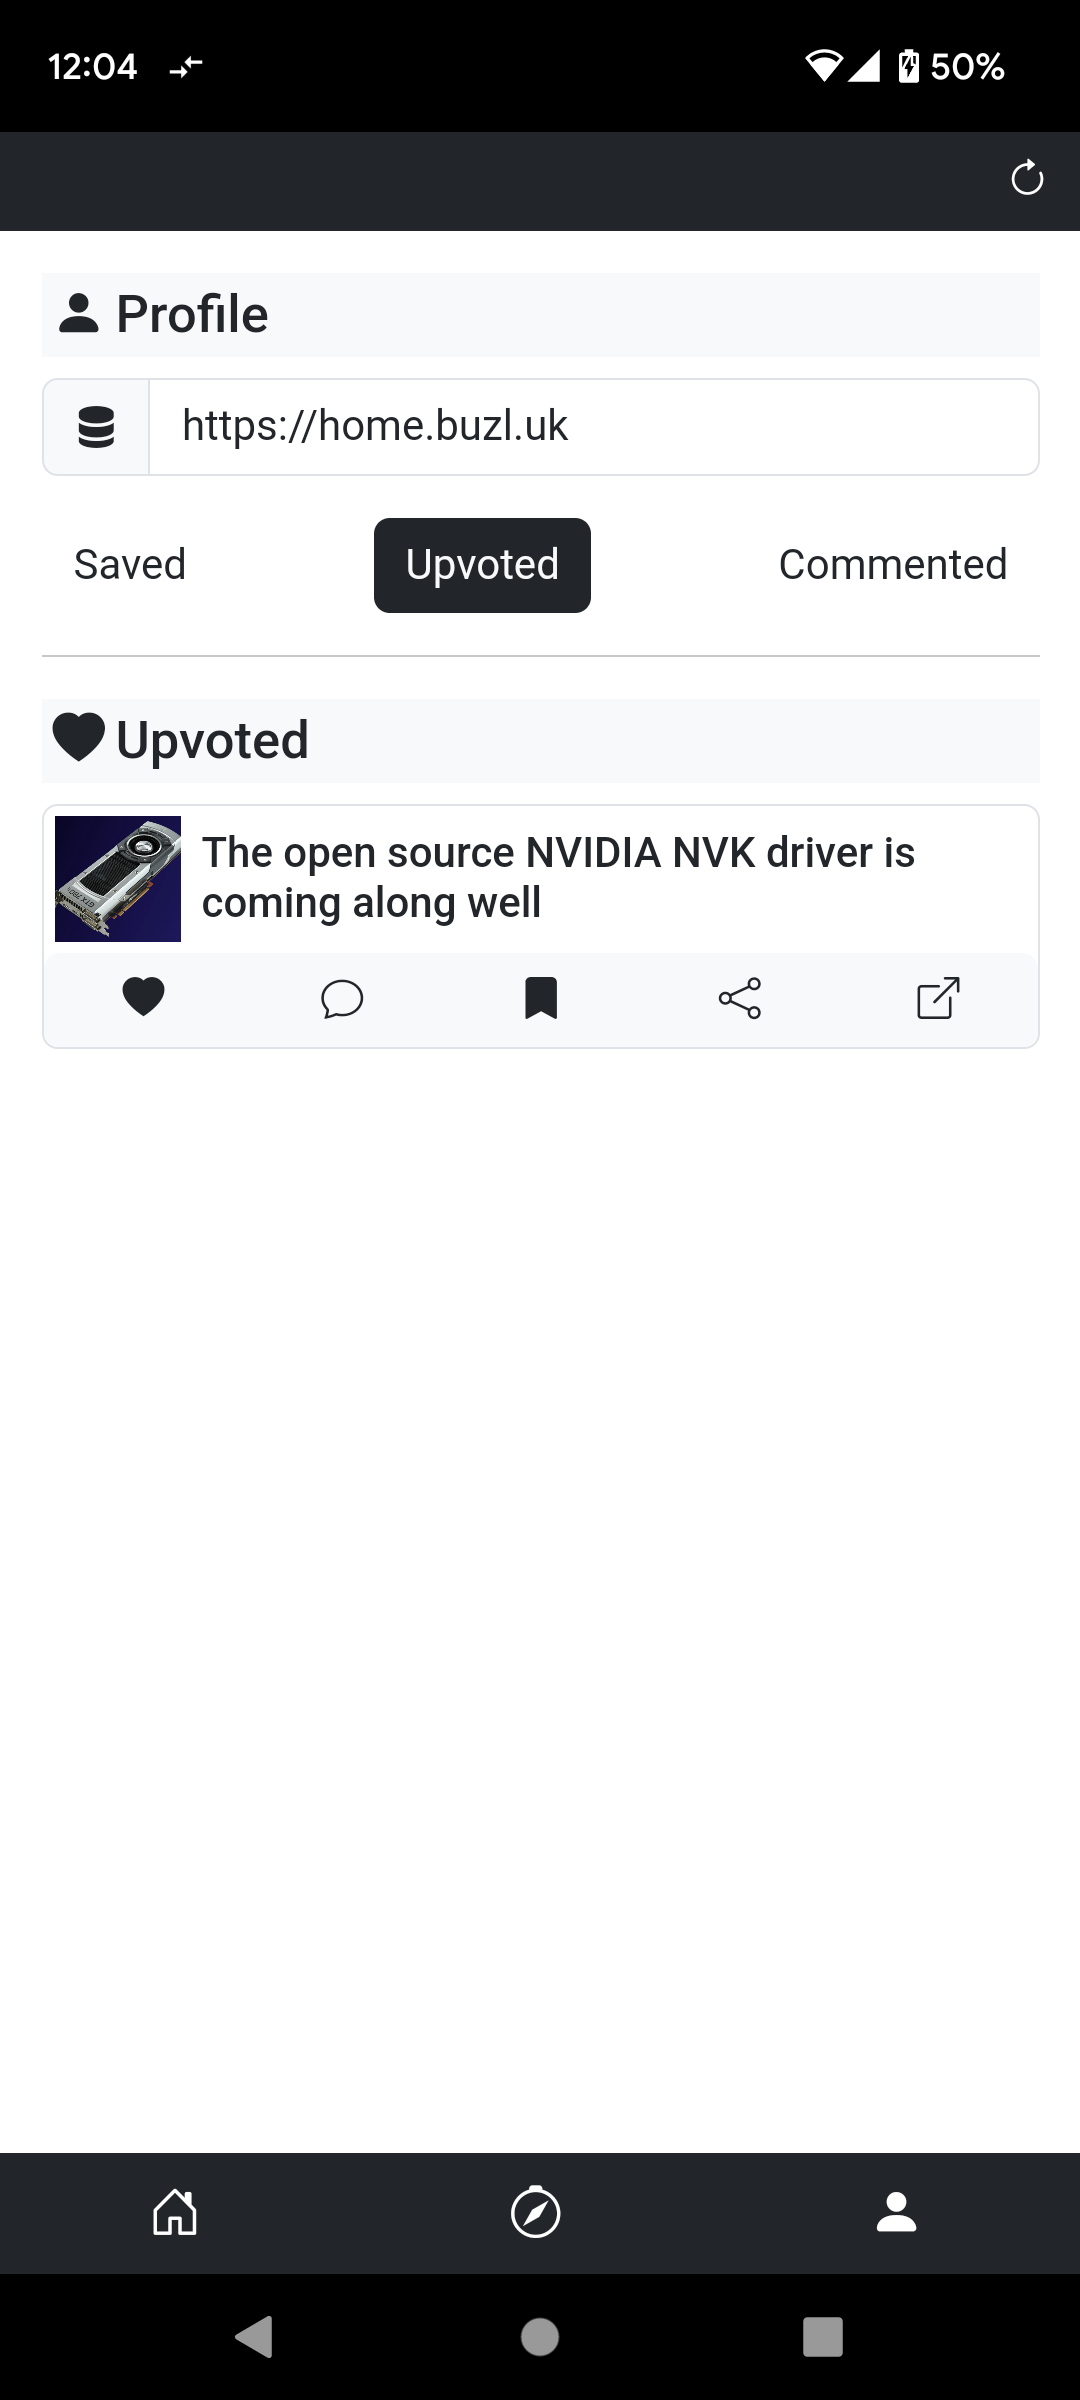 12:04
50%
Profile
https://home.buzl.uk
Saved
Upvoted
Commented
Upvoted
The open source NVIDIA NVK driver is
coming along well